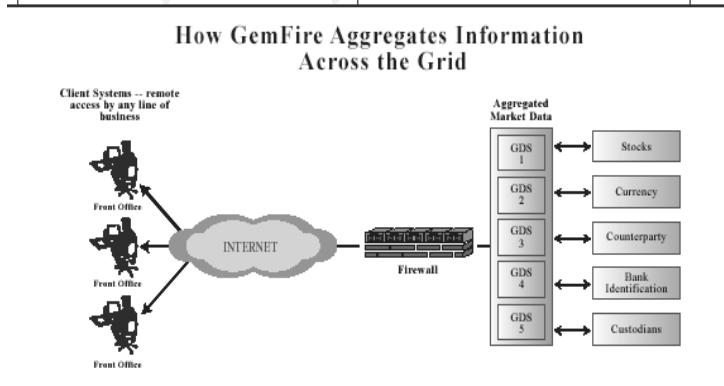 How GemFire Aggregates Information
Across the Grid
Client Systems -- remote
access by any line of
business
Front Office
Front Office
Front Office
INTERNET
Firewall
Aggregated
Market Data
GDS
1
GDS
2
GDS
3
GDS
4
GDS
5
Stocks
Currency
Counterparty
Bank
Identification
Custodians